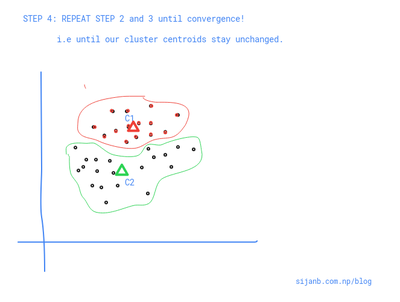 STEP 4: REPEAT STEP 2 and 3 until convergence!
i.e until our cluster centroids stay unchanged.
C1
C2
sijanb.com.np/blog